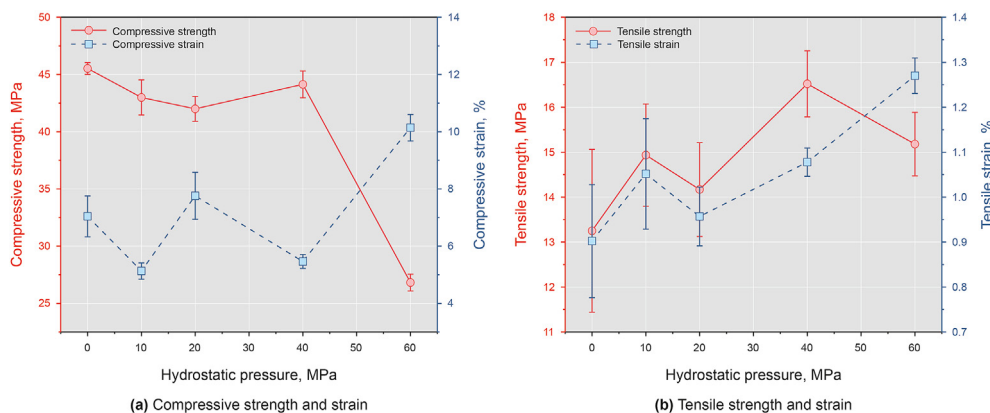 Compressive strength
Compressive strain
50
45
40
35
30
25
14
12
10
8
6
4
0 10 20 30 40 50 60
Compressive strength, MPa
Compressive strain, %
Hydrostatic pressure, MPa
(a) Compressive strength and strain
Tensile strength
Tensile strain
18
17
16
15
14
13
12
11
1.4
1.3
1.2
1.1
1.0
0.9
0.8
0.7
0 10 20 30 40 50 60
Tensile strength, MPa
Tensile strain, %
Hydrostatic pressure, MPa
(b) Tensile strength and strain